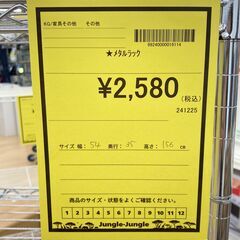 KG/家具その他 その他
99240000019114
★メタルラック
¥2,580
(税込)
241225
サイズ 幅: 54 奥行: 35 高さ: 150 cm
商品のサイズ・状態をよくご確認ください
1 2 3 4 5 6 7 8 9 10 11 12
Jungle-Jungle